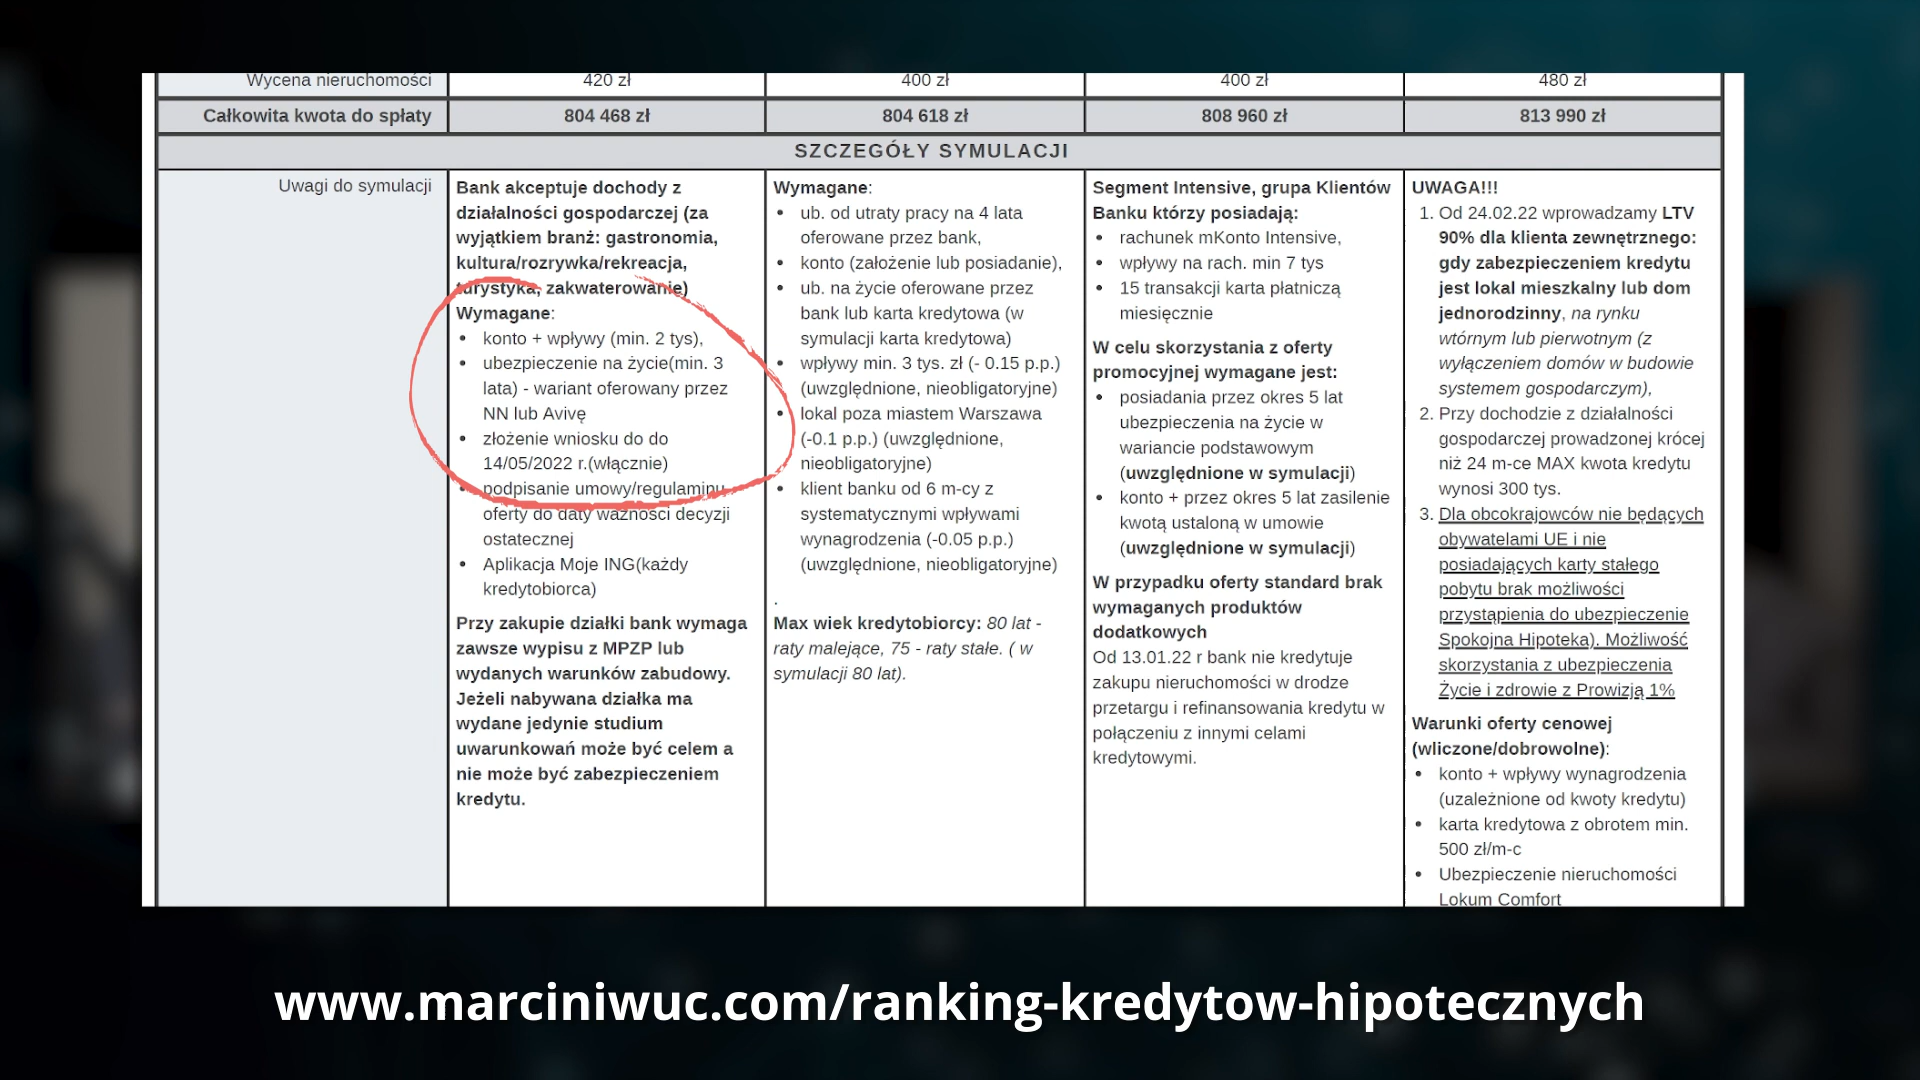 Wycena nieruchomości 420 zł 400 zł 400 zł 480 zł
Całkowita kwota do spłaty 804 468 zł 804 618 zł 808 960 zł 813 990 zł
SZCZEGÓŁY SYMULACJI
Uwagi do symulacji
Bank akceptuje dochody z
działalności gospodarczej (za
wyjątkiem branż: gastronomia,
kultura/rozrywka/rekreacja,
turystyka, zakwaterowanie)
Wymagane:
• konto + wpływy (min. 2 tys),
• ubezpieczenie na życie(min. 3
lata) - wariant oferowany przez
NN lub Avivę
• złożenie wniosku do do
14/05/2022 r.(włącznie)
• podpisanie umowy/regulaminu
oferty do daty ważności decyzji
ostatecznej
• Aplikacja Moje ING(każdy
kredytobiorca)
Przy zakupie działki bank wymaga
zawsze wypisu z MPZP lub
wydanych warunków zabudowy.
Jeżeli nabywana działka ma
wydane jedynie studium
uwarunkowań może być celem a
nie może być zabezpieczeniem
kredytu.
Wymagane:
• ub. od utraty pracy na 4 lata
oferowane przez bank,
• konto (założenie lub posiadanie),
• ub. na życie oferowane przez
bank lub karta kredytowa (w
symulacji karta kredytowa)
• wpływy min. 3 tys. zł (- 0.15 p.p.)
(uwzględnione, nieobligatoryjne)
• lokal poza miastem Warszawa
(-0.1 p.p.) (uwzględnione,
nieobligatoryjne)
• klient banku od 6 m-cy z
systematycznymi wpływami
wynagrodzenia (-0.05 p.p.)
(uwzględnione, nieobligatoryjne)
.
Max wiek kredytobiorcy: 80 lat -
raty malejące, 75 - raty stałe. ( w
symulacji 80 lat).
Segment Intensive, grupa Klientów
Banku którzy posiadają:
• rachunek mKonto Intensive,
• wpływy na rach. min 7 tys
• 15 transakcji karta płatniczą
miesięcznie
W celu skorzystania z oferty
promocyjnej wymagane jest:
• posiadania przez okres 5 lat
ubezpieczenia na życie w
wariancie podstawowym
(uwzględnione w symulacji)
• konto + przez okres 5 lat zasilenie
kwotą ustaloną w umowie
(uwzględnione w symulacji)
W przypadku oferty standard brak
wymaganych produktów
dodatkowych
Od 13.01.22 r bank nie kredytuje
zakupu nieruchomości w drodze
przetargu i refinansowania kredytu w
połączeniu z innymi celami
kredytowymi.
UWAGA!!!
1. Od 24.02.22 wprowadzamy LTV
90% dla klienta zewnętrznego:
gdy zabezpieczeniem kredytu
jest lokal mieszkalny lub dom
jednorodzinny, na rynku
wtórnym lub pierwotnym (z
wyłączeniem domów w budowie
systemem gospodarczym),
2. Przy dochodzie z działalności
gospodarczej prowadzonej krócej
niż 24 m-ce MAX kwota kredytu
wynosi 300 tys.
3. Dla obcokrajowców nie będących
obywatelami UE i nie
posiadających karty stałego
pobytu brak możliwości
przystąpienia do ubezpieczenie
Spokojna Hipoteka). Możliwość
skorzystania z ubezpieczenia
Życie i zdrowie z Prowizją 1%
Warunki oferty cenowej
(wliczone/dobrowolne):
• konto + wpływy wynagrodzenia
(uzależnione od kwoty kredytu)
• karta kredytowa z obrotem min.
500 zł/m-c
• Ubezpieczenie nieruchomości
Lokum Comfort
www.marciniwuc.com/ranking-kredytow-hipotecznych